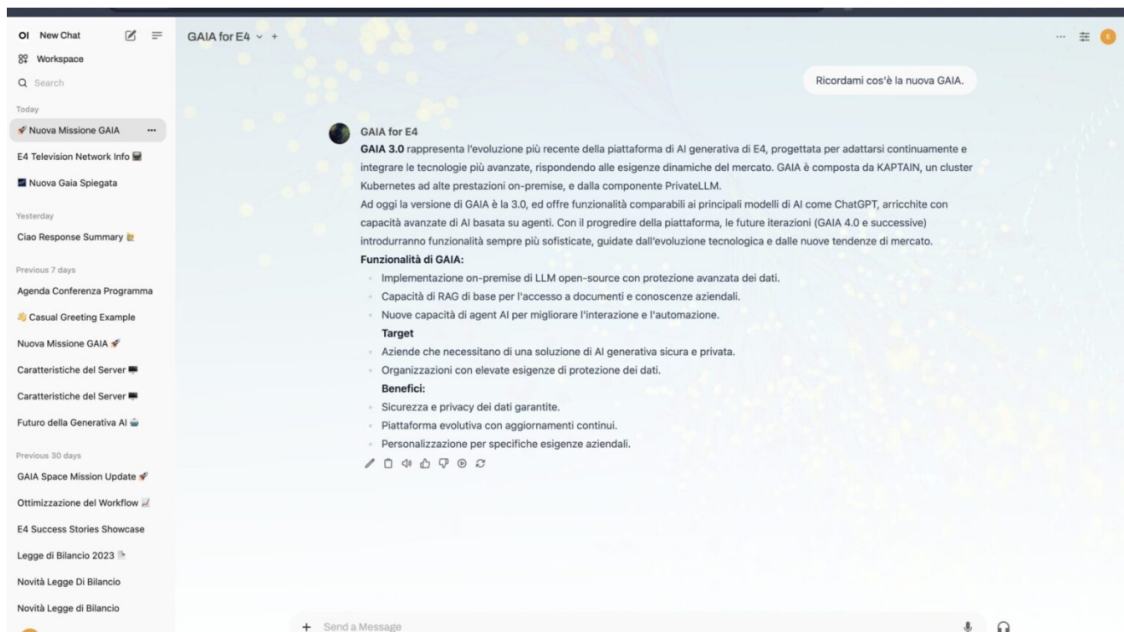 OI New Chat
Workspace
Search
Today
🚀 Nuova Missione GAIA ...
E4 Television Network Info 📺
🌠 Nuova Gaia Spiegata
Yesterday
Ciao Response Summary 🙋
Previous 7 days
Agenda Conferenza Programma
👋 Casual Greeting Example
Nuova Missione GAIA 🚀
Caratteristiche del Server 🖥️
Caratteristiche del Server 🖥️
Futuro della Generativa AI 🤖
Previous 30 days
GAIA Space Mission Update 🚀
Ottimizzazione del Workflow 📈
E4 Success Stories Showcase
Legge di Bilancio 2023 📑
Novità Legge Di Bilancio
Novità Legge di Bilancio
GAIA for E4 +
E
Ricordami cos'è la nuova GAIA.
GAIA for E4
GAIA 3.0 rappresenta l'evoluzione più recente della piattaforma di AI generativa di E4, progettata per adattarsi continuamente e
integrare le tecnologie più avanzate, rispondendo alle esigenze dinamiche del mercato. GAIA è composta da KAPTAIN, un cluster
Kubernetes ad alte prestazioni on-premise, e dalla componente PrivateLLM.
Ad oggi la versione di GAIA è la 3.0, ed offre funzionalità comparabili ai principali modelli di AI come ChatGPT, arricchite con
capacità avanzate di AI basata su agenti. Con il progredire della piattaforma, le future iterazioni (GAIA 4.0 e successive)
introdurranno funzionalità sempre più sofisticate, guidate dall'evoluzione tecnologica e dalle nuove tendenze di mercato.
Funzionalità di GAIA:
◦ Implementazione on-premise di LLM open-source con protezione avanzata dei dati.
◦ Capacità di RAG di base per l'accesso a documenti e conoscenze aziendali.
◦ Nuove capacità di agent AI per migliorare l'interazione e l'automazione.
Target
◦ Aziende che necessitano di una soluzione di AI generativa sicura e privata.
◦ Organizzazioni con elevate esigenze di protezione dei dati.
Benefici:
◦ Sicurezza e privacy dei dati garantite.
◦ Piattaforma evolutiva con aggiornamenti continui.
◦ Personalizzazione per specifiche esigenze aziendali.
+ Send a Message